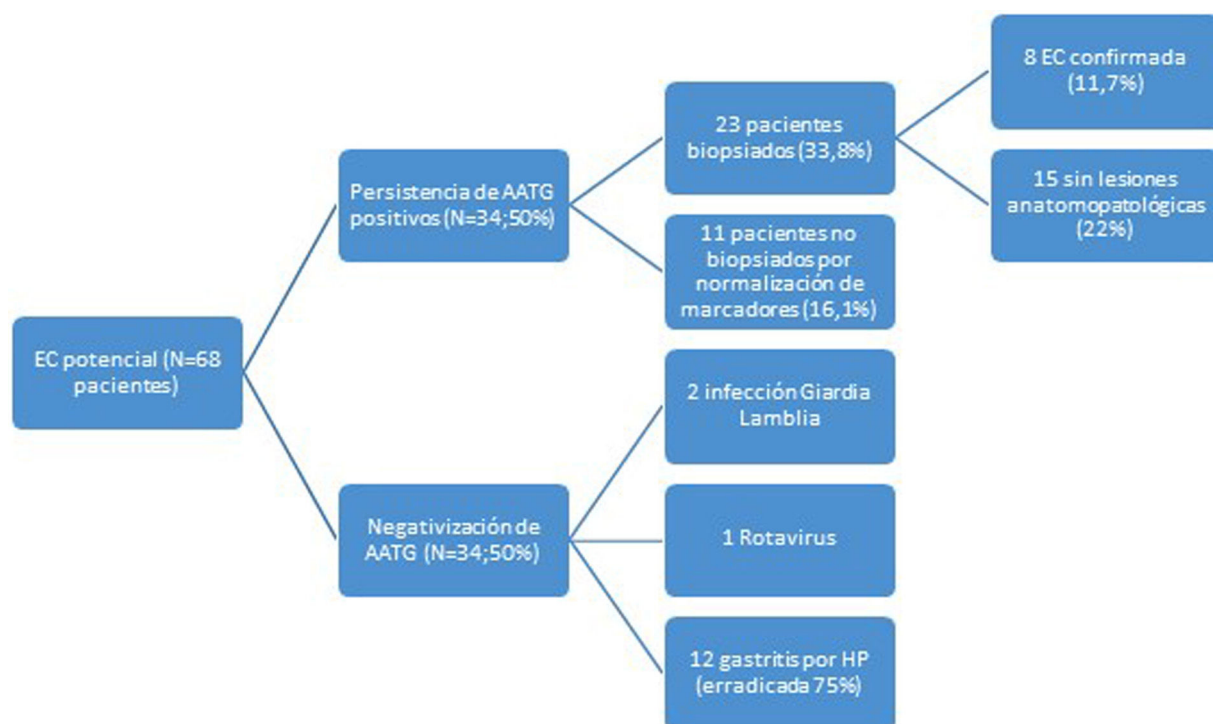 EC potencial (N=68
pacientes)
Persistencia de AATG
positivos (N=34;50%)
23 pacientes
biopsiados (33,8%)
8 EC confirmada
(11,7%)
15 sin lesiones
anatomopatológicas
(22%)
11 pacientes no
biopsiados por
normalización de
marcadores (16,1%)
Negativización de
AATG (N=34;50%)
2 infección Giardia
Lamblia
1 Rotavirus
12 gastritis por HP
(erradicada 75%)